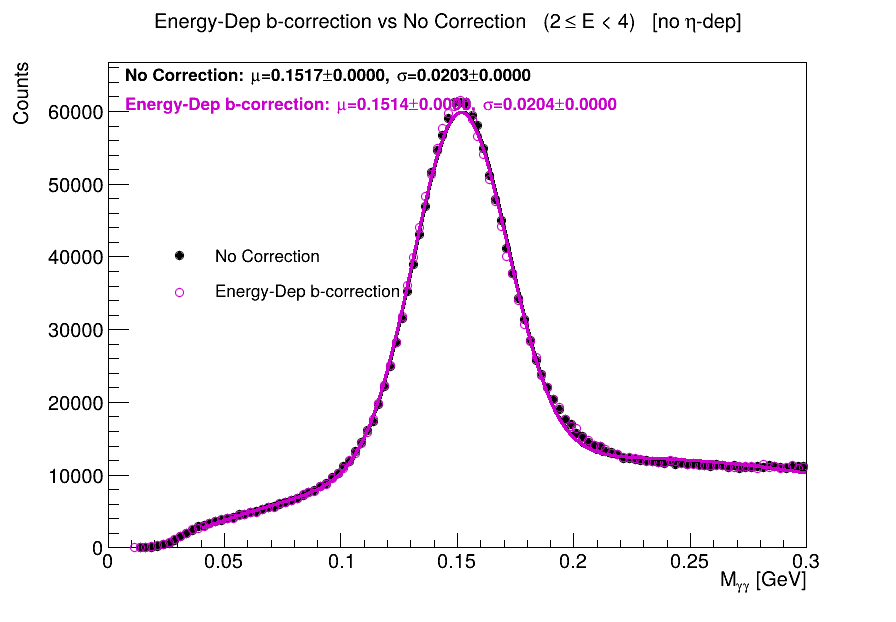 Energy-Dep b-correction vs No Correction (2 ≤ E < 4) [no η-dep]
Counts
No Correction: μ=0.1517±0.0000, σ=0.0203±0.0000
Energy-Dep b-correction: μ=0.1514±0.0000, σ=0.0204±0.0000
60000
50000
40000
No Correction
Energy-Dep b-correction
30000
20000
10000
0
0 0.05 0.1 0.15 0.2 0.25 0.3
Mγγ [GeV]